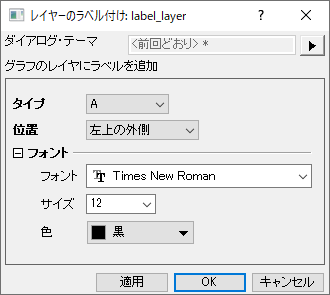 レイヤーのラベル付け: label_layer
ダイアログ・テーマ <前回どおり> *
グラフのレイヤにラベルを追加
タイプ A
位置 左上の外側
フォント
フォント Times New Roman
サイズ 12
色 黒
適用 OK キャンセル